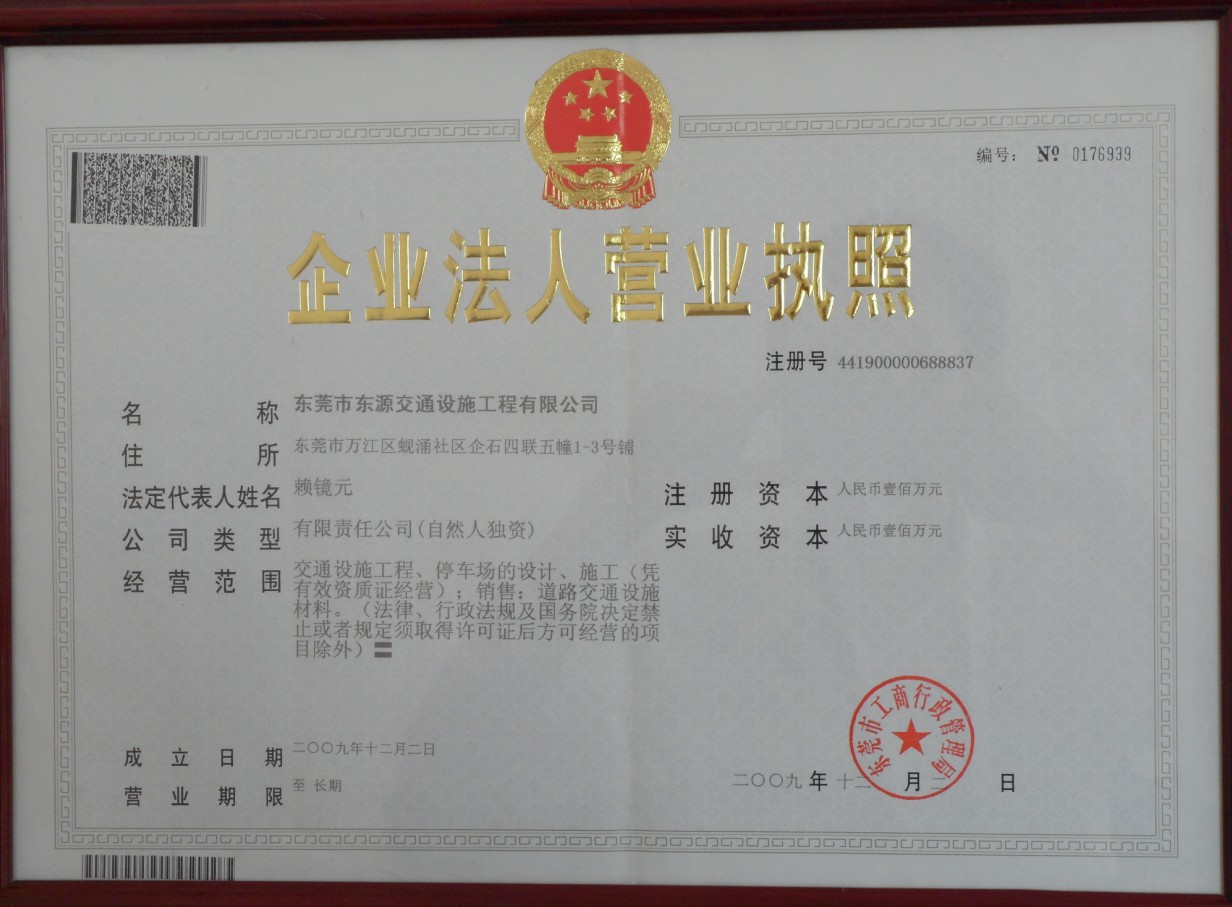 编号： № 0176939
企业法人营业执照
注册号 441900000688837
名称 东莞市东源交通设施工程有限公司
住所 东莞市万江区蚬涌社区企石四联五幢1-3号铺
法定代表人姓名 赖镜元
注册资本 人民币壹佰万元
公司类型 有限责任公司(自然人独资)
实收资本 人民币壹佰万元
经营范围 交通设施工程、停车场的设计、施工（凭
有效资质证经营）；销售：道路交通设施
材料。（法律、行政法规及国务院决定禁
止或者规定须取得许可证后方可经营的项
目除外）〓
东莞市工商行政管理局
成立日期 二〇〇九年十二月二日
营业期限 至 长期
二〇〇九 年 十二 月 二 日